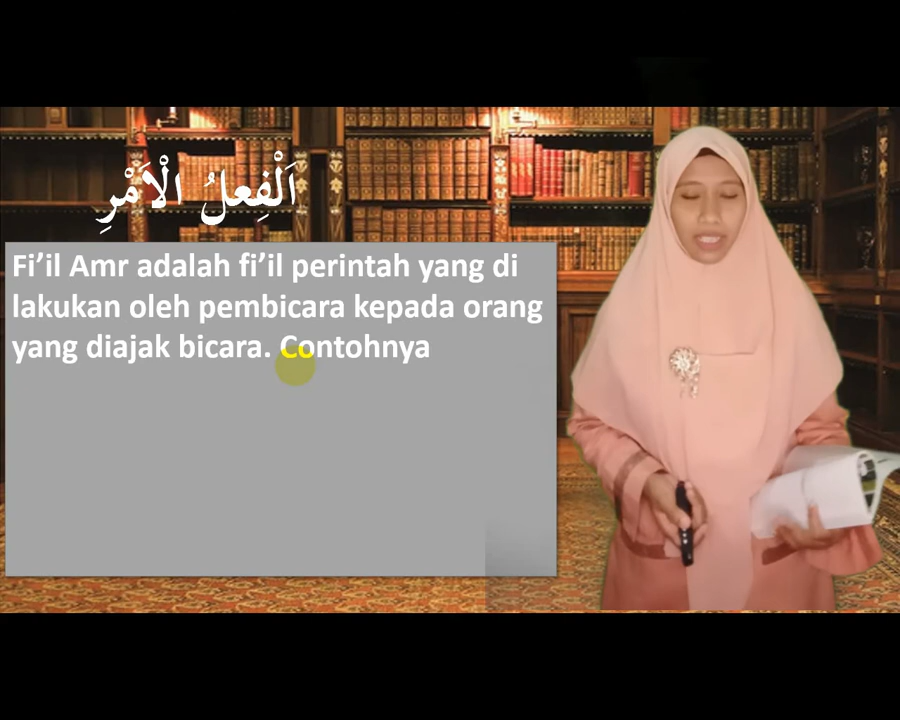 اَلْفِعلُ الْاَمْرِ
Fi’il Amr adalah fi’il perintah yang di
lakukan oleh pembicara kepada orang
yang diajak bicara. Contohnya